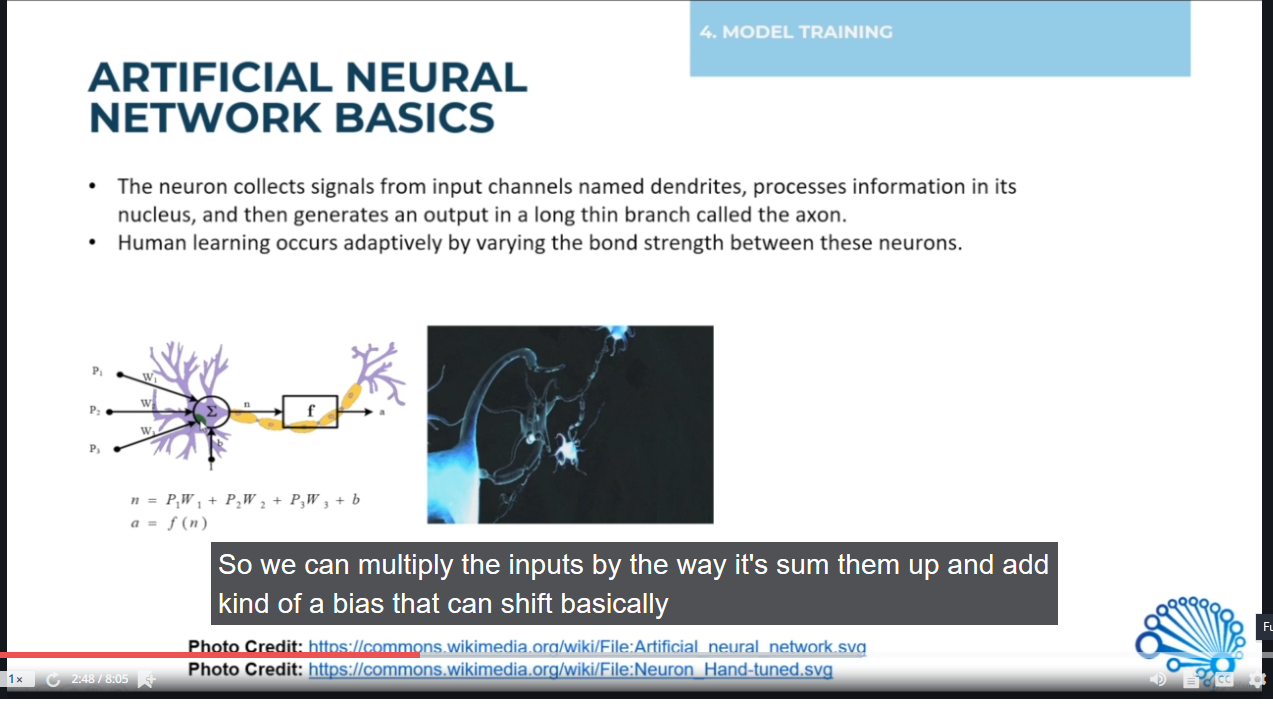 4. MODEL TRAINING
ARTIFICIAL NEURAL
NETWORK BASICS
• The neuron collects signals from input channels named dendrites, processes information in its
nucleus, and then generates an output in a long thin branch called the axon.
• Human learning occurs adaptively by varying the bond strength between these neurons.
P₁
W₁
P₂
W₂
P₃
W₃
Σ
b
1
n
f
a
n = P₁W₁ + P₂W₂ + P₃W₃ + b
a = f (n)
So we can multiply the inputs by the way it's sum them up and add
kind of a bias that can shift basically
Photo Credit: https://commons.wikimedia.org/wiki/File:Artificial_neural_network.svg
Photo Credit: https://commons.wikimedia.org/wiki/File:Neuron_Hand-tuned.svg
Fu
1×
2:48 / 8:05
CC